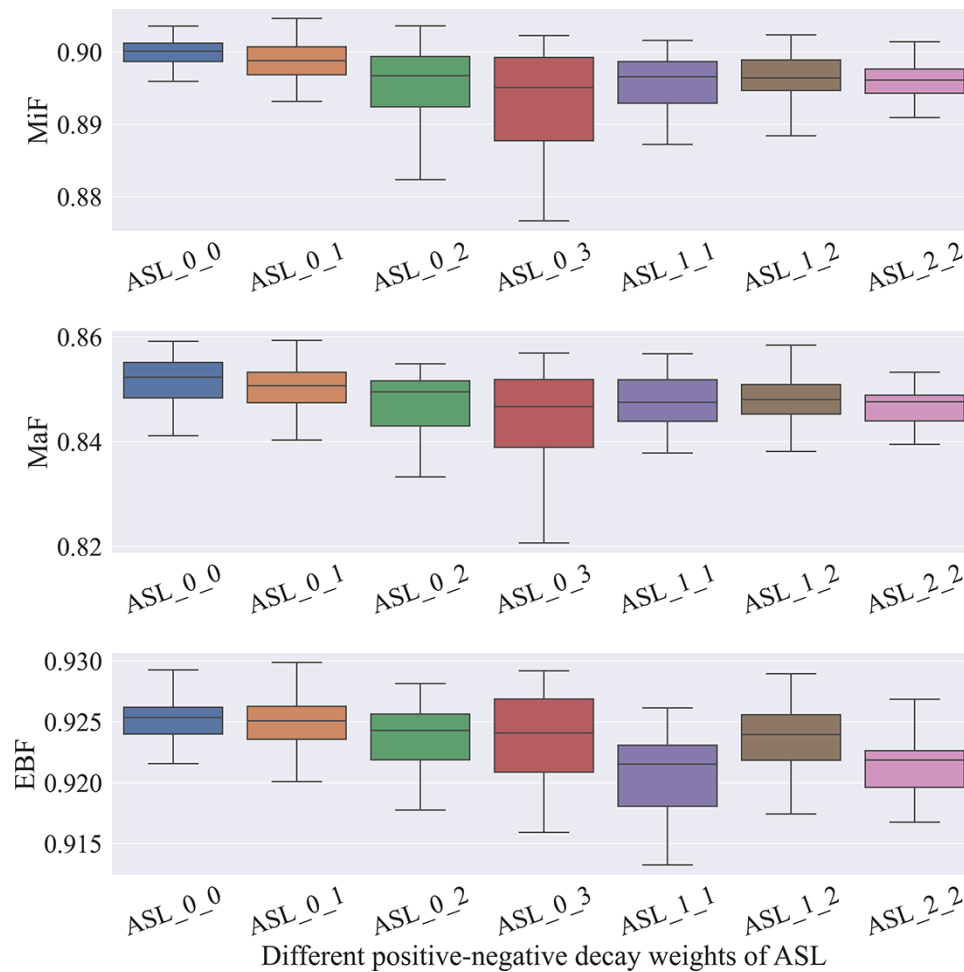 MiF
0.90
0.89
0.88
ASL_0_0 ASL_0_1 ASL_0_2 ASL_0_3 ASL_1_1 ASL_1_2 ASL_2_2
MaF
0.86
0.84
0.82
ASL_0_0 ASL_0_1 ASL_0_2 ASL_0_3 ASL_1_1 ASL_1_2 ASL_2_2
EBF
0.930
0.925
0.920
0.915
ASL_0_0 ASL_0_1 ASL_0_2 ASL_0_3 ASL_1_1 ASL_1_2 ASL_2_2
Different positive-negative decay weights of ASL